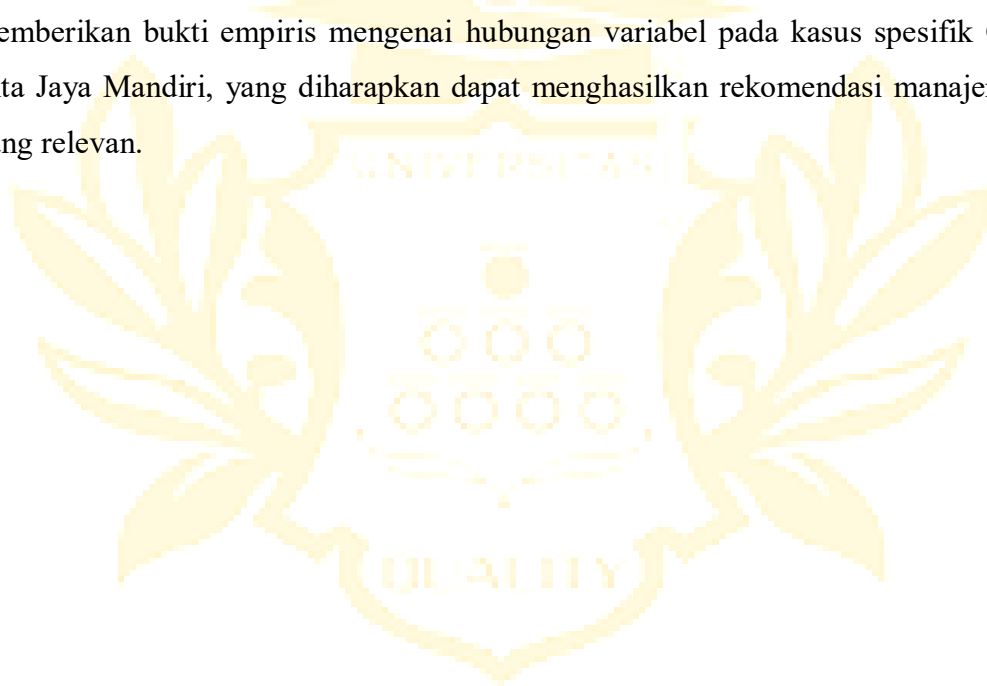 emberikan bukti empiris mengenai hubungan variabel pada kasus spesifik
ta Jaya Mandiri, yang diharapkan dapat menghasilkan rekomendasi manaje
ng relevan.
UNIVERSITAS
QUALITY